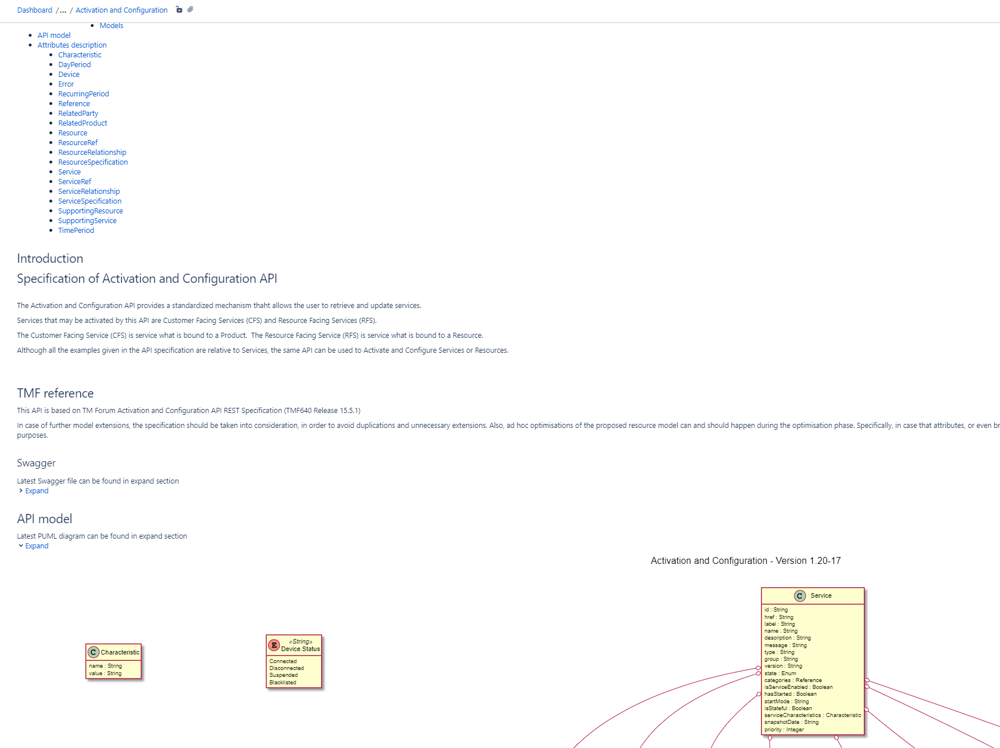 Dashboard /... / Activation and Configuration
Models
API model
Attributes description
Characteristic
DayPeriod
Device
Error
RecurringPeriod
Reference
RelatedParty
RelatedProduct
Resource
ResourceRef
ResourceRelationship
ResourceSpecification
Service
ServiceRef
ServiceRelationship
ServiceSpecification
SupportingResource
SupportingService
TimePeriod
Introduction
Specification of Activation and Configuration API
The Activation and Configuration API provides a standardized mechanism thaht allows the user to retrieve and update services.
Services that may be activated by this API are Customer Facing Services (CFS) and Resource Facing Services (RFS).
The Customer Facing Service (CFS) is service what is bound to a Product.  The Resource Facing Service (RFS) is service what is bound to a Resource.
Although all the examples given in the API specification are relative to Services, the same API can be used to Activate and Configure Services or Resources.
TMF reference
This API is based on TM Forum Activation and Configuration API REST Specification (TMF640 Release 15.5.1)
In case of further model extensions, the specification should be taken into consideration, in order to avoid duplications and unnecessary extensions. Also, ad hoc optimisations of the proposed resource model can and should happen during the optimisation phase. Specifically, in case that attributes, or even br
purposes.
Swagger
Latest Swagger file can be found in expand section
Expand
API model
Latest PUML diagram can be found in expand section
Expand
Activation and Configuration - Version 1.20-17
C Service
id : String
href : String
label : String
name : String
description : String
message : String
type : String
group : String
version : String
state : Enum
categories : Reference
isServiceEnabled : Boolean
hasStarted : Boolean
startMode : String
isStateful : Boolean
serviceCharacteristics : Characteristic
snapshotDate : String
priority : Integer
C Characteristic
name : String
value : String
E «String»
Device.Status
Connected
Disconnected
Suspended
Blacklisted